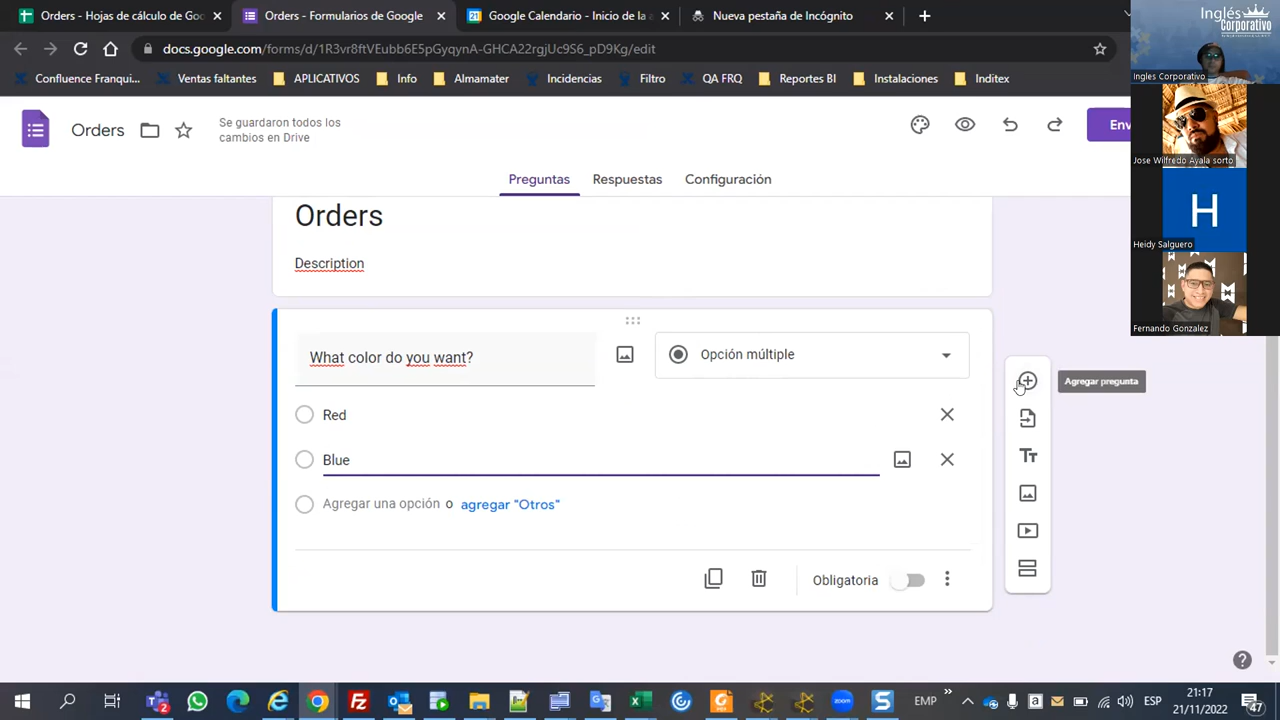 Orders - Hojas de cálculo de Goo
Orders - Formularios de Google
Google Calendario - Inicio de la a
Nueva pestaña de Incógnito
docs.google.com/forms/d/1R3vr8ftVEubb6E5pGyqynA-GHCA2ZFg3pOS6_pD9Kg/edit
Confluence Franqui...
Ventas faltantes
APLICATIVOS
Info
Almamater
Incidencias
Filtro
QA FRQ
Reportes BI
Instalaciones
Inditex
Inglés
Corporativo
Ingles Corporativo
Jose Wilfredo Ayala sorto
H
Heidy Salguero
Fernando Gonzalez
Orders
Se guardaron todos los
cambios en Drive
Env
Preguntas
Respuestas
Configuración
Orders
Description
What color do you want?
Opción múltiple
Agregar pregunta
Red
Blue
Agregar una opción o agregar "Otros"
Obligatoria
EMP
ESP
21:17
21/11/2022
47